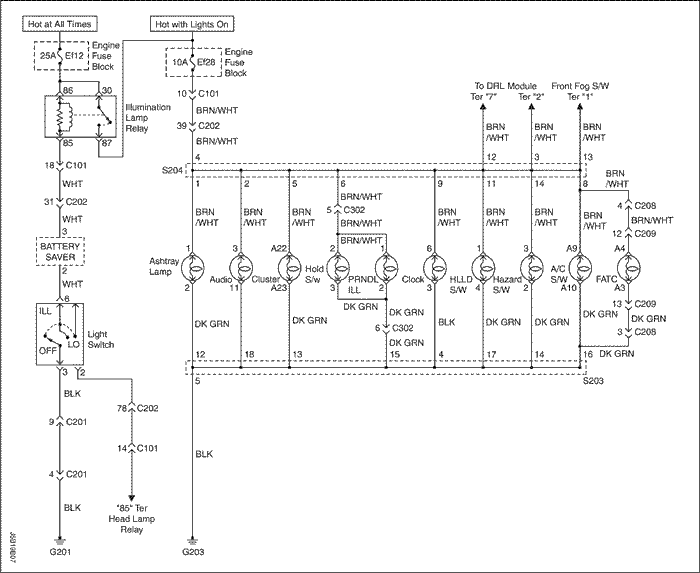 Hot at All Times
Hot with Lights On
25A Ef12
Engine
Fuse
Block
10A Ef28
Engine
Fuse
Block
86 30
Illumination
Lamp
Relay
85 87
10 C101
BRN/WHT
39 C202
BRN/WHT
To DRL Module
Ter "7" Ter "2"
Front Fog S/W
Ter "1"
BRN
/WHT
BRN
/WHT
BRN
/WHT
18 C101
WHT
31 C202
WHT
3
BATTERY
SAVER
2
WHT
6
ILL
OFF
LO
Light
Switch
3 2
BLK
9 C201
4 C201
BLK
G201
78 C202
14 C101
"85" Ter
Head Lamp
Relay
4 12 3 13
S204
1 2 5 6 9 11 14 8
BRN
/WHT
BRN
/WHT
BRN
/WHT
BRN/WHT
5 C302
BRN/WHT
BRN/WHT
BRN
/WHT
BRN
/WHT
BRN
/WHT
BRN
/WHT
BRN
/WHT
4 C208
BRN/WHT
12 C209
1 3 A22 2 1 6 1 3 A9 A4
Ashtray
Lamp
Audio
Cluster
Hold
S/w
PRNDL
ILL
Clock
HLLD
S/W
Hazard
S/W
A/C
S/W
FATC
2 11 A23 3 2 3 4 2 A10 A3
DK GRN
DK GRN
DK GRN
DK GRN
6 C302
DK GRN
BLK
DK GRN
DK GRN
DK GRN
13 C209
DK GRN
3 C208
DK GRN
12 18 13 15 4 17 14 16
5
S203
BLK
G203